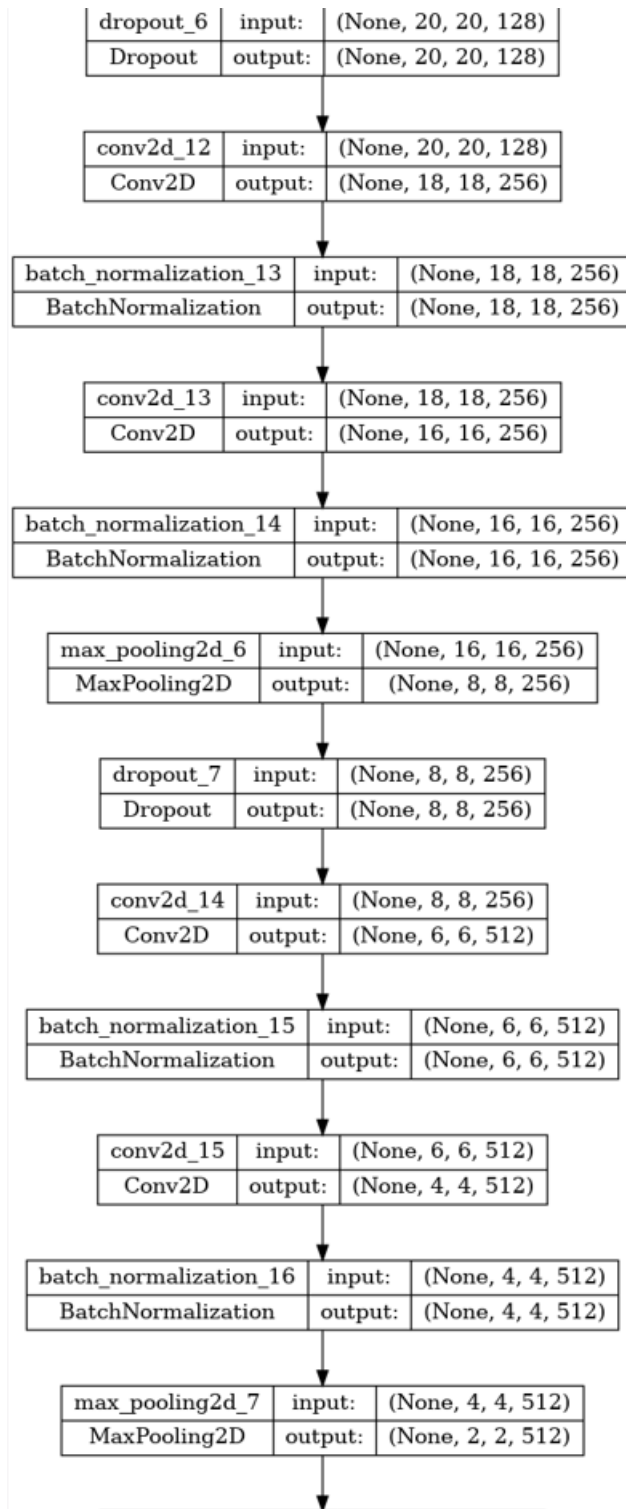 dropout_6 input: (None, 20, 20, 128)
Dropout output: (None, 20, 20, 128)
conv2d_12 input: (None, 20, 20, 128)
Conv2D output: (None, 18, 18, 256)
batch_normalization_13 input: (None, 18, 18, 256)
BatchNormalization output: (None, 18, 18, 256)
conv2d_13 input: (None, 18, 18, 256)
Conv2D output: (None, 16, 16, 256)
batch_normalization_14 input: (None, 16, 16, 256)
BatchNormalization output: (None, 16, 16, 256)
max_pooling2d_6 input: (None, 16, 16, 256)
MaxPooling2D output: (None, 8, 8, 256)
dropout_7 input: (None, 8, 8, 256)
Dropout output: (None, 8, 8, 256)
conv2d_14 input: (None, 8, 8, 256)
Conv2D output: (None, 6, 6, 512)
batch_normalization_15 input: (None, 6, 6, 512)
BatchNormalization output: (None, 6, 6, 512)
conv2d_15 input: (None, 6, 6, 512)
Conv2D output: (None, 4, 4, 512)
batch_normalization_16 input: (None, 4, 4, 512)
BatchNormalization output: (None, 4, 4, 512)
max_pooling2d_7 input: (None, 4, 4, 512)
MaxPooling2D output: (None, 2, 2, 512)